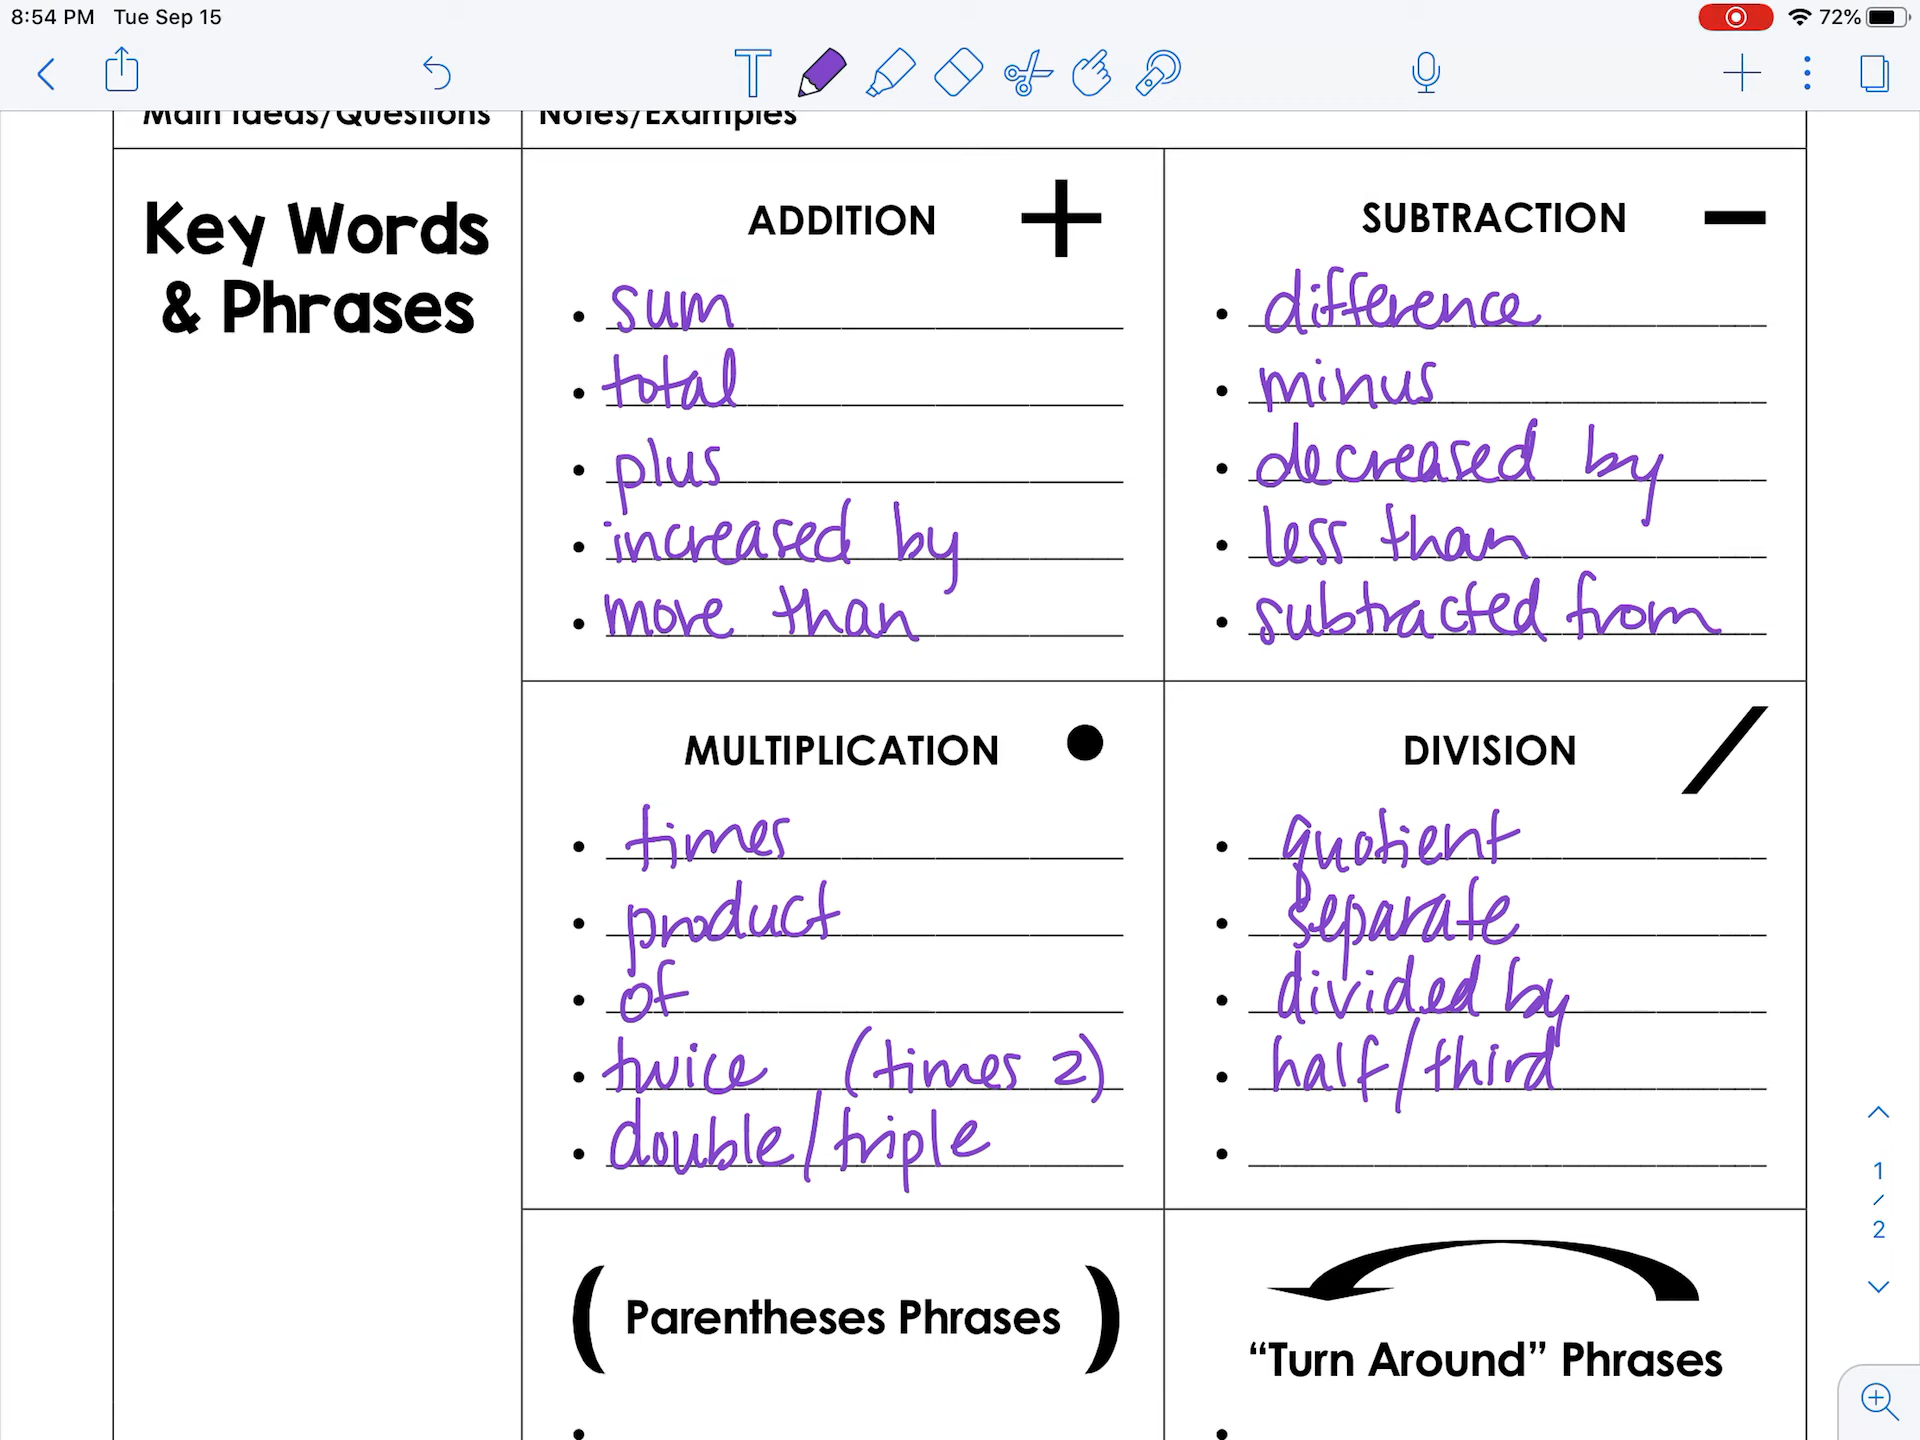 8:54 PM Tue Sep 15
72%
Main Ideas/Questions
Notes/Examples
Key Words
& Phrases
ADDITION +
• sum
• total
• plus
• increased by
• more than
SUBTRACTION −
• difference
• minus
• decreased by
• less than
• subtracted from
MULTIPLICATION •
• times
• product
• of
• twice (times 2)
• double/triple
DIVISION /
• quotient
• separate
• divided by
• half/third
•
( Parentheses Phrases )
•
“Turn Around” Phrases
•
1
/
2